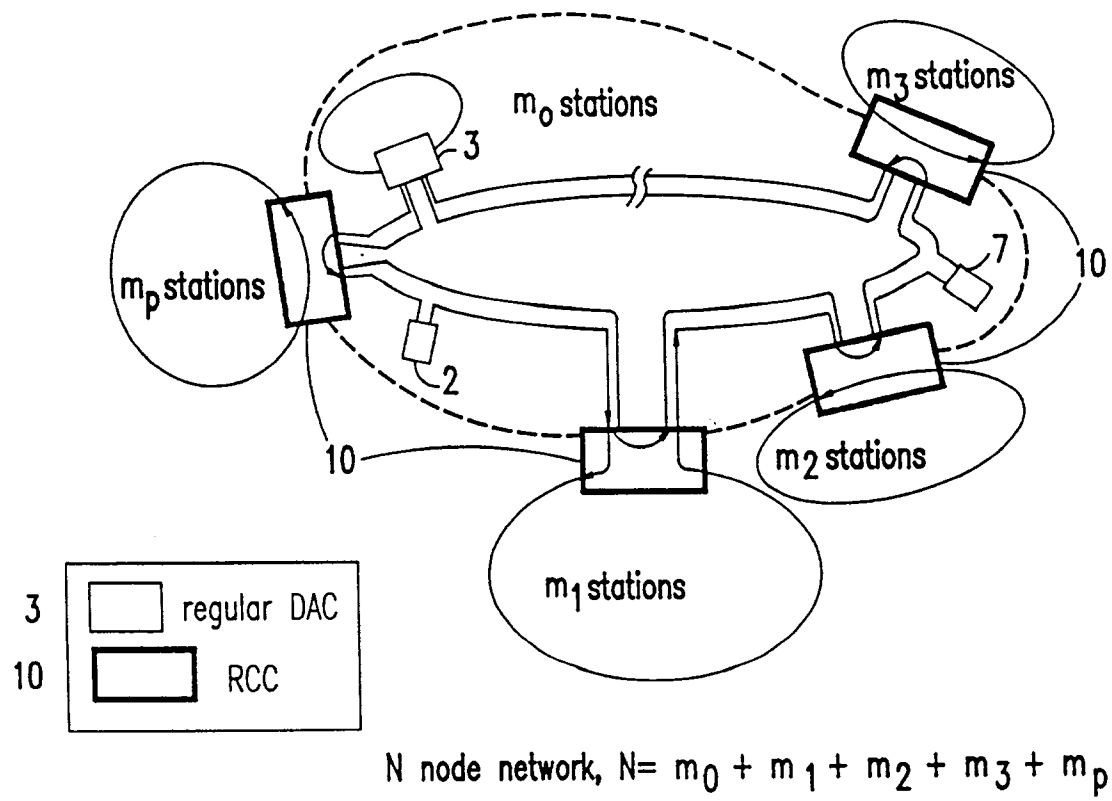 m3 stations
m0 stations
3
7
10
mp stations
2
10
m2 stations
m1 stations
3 regular DAC
10 RCC
N node network, N= m0 + m1 + m2 + m3 + mp